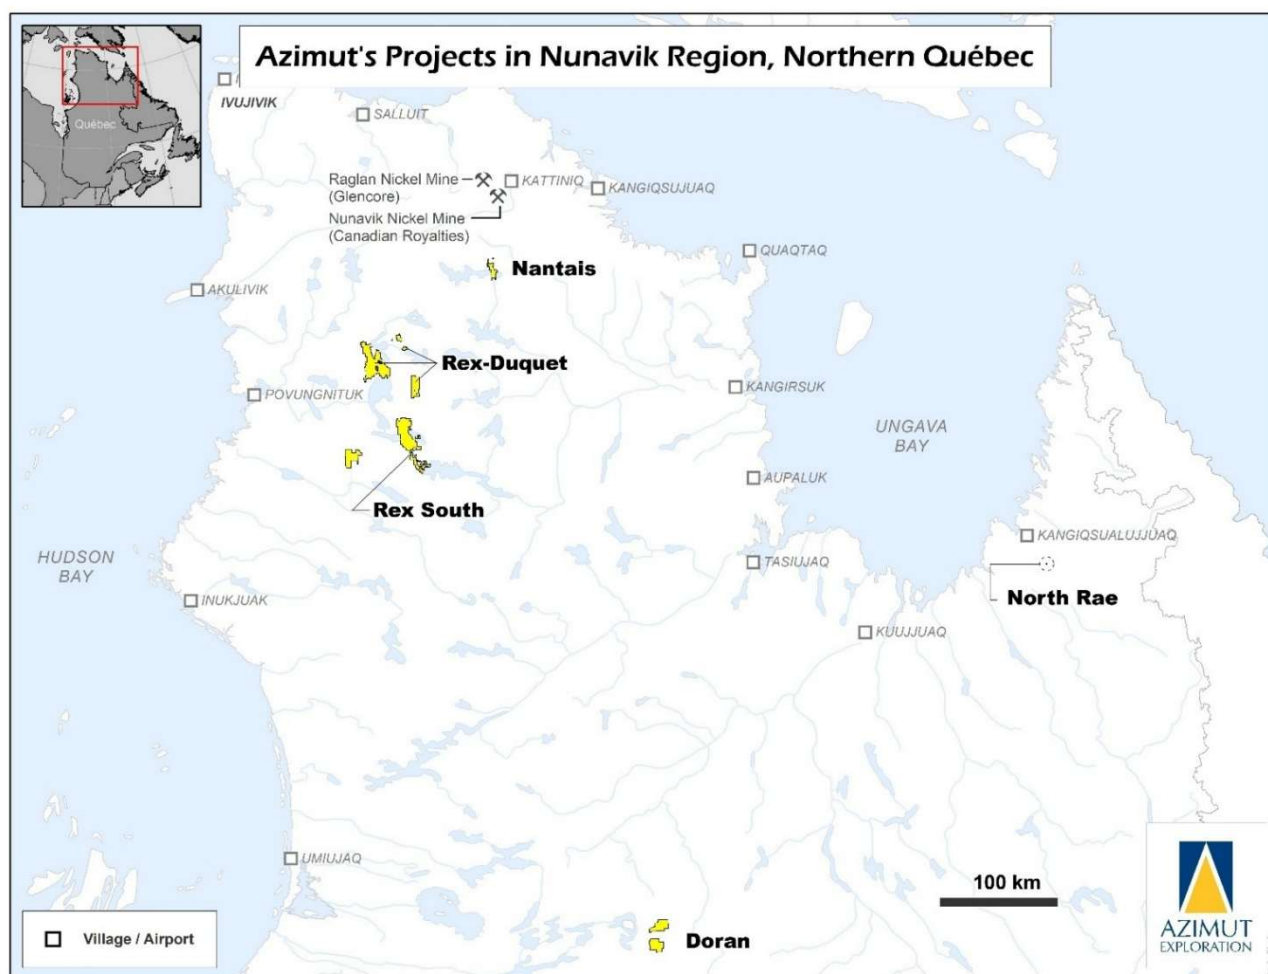 Azimut's Projects in Nunavik Region, Northern Québec
Québec
IVUJIVIK
SALLUIT
Raglan Nickel Mine
(Glencore)
KATTINIQ
KANGIQSUJUAQ
Nunavik Nickel Mine
(Canadian Royalties)
QUAQTAQ
Nantais
AKULIVIK
Rex-Duquet
POVUNGNITUK
KANGIRSUK
UNGAVA
BAY
AUPALUK
Rex South
KANGIQSUALUJJUAQ
HUDSON
BAY
TASIUJAQ
North Rae
INUKJUAK
KUUJJUAQ
UMIUJAQ
100 km
Village / Airport
Doran
AZIMUT
EXPLORATION